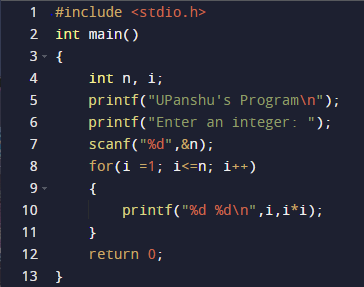 1 #include <stdio.h>
2 int main()
3 {
4 int n, i;
5 printf("UPanshu's Program\n");
6 printf("Enter an integer: ");
7 scanf("%d",&n);
8 for(i =1; i<=n; i++)
9 {
10 printf("%d %d\n",i,i*i);
11 }
12 return 0;
13 }